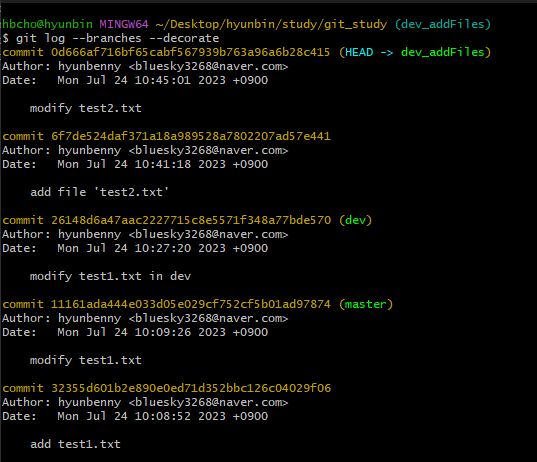 hbcho@hyunbin MINGW64 ~/Desktop/hyunbin/study/git_study (dev_addFiles)
$ git log --branches --decorate
commit 0d666af716bf65cabf567939b763a96a6b28c415 (HEAD -> dev_addFiles)
Author: hyunbenny <bluesky3268@naver.com>
Date:   Mon Jul 24 10:45:01 2023 +0900
    modify test2.txt
commit 6f7de524daf371a18a989528a7802207ad57e441
Author: hyunbenny <bluesky3268@naver.com>
Date:   Mon Jul 24 10:41:18 2023 +0900
    add file 'test2.txt'
commit 26148d6a47aac2227715c8e5571f348a77bde570 (dev)
Author: hyunbenny <bluesky3268@naver.com>
Date:   Mon Jul 24 10:27:20 2023 +0900
    modify test1.txt in dev
commit 11161ada444e033d05e029cf752cf5b01ad97874 (master)
Author: hyunbenny <bluesky3268@naver.com>
Date:   Mon Jul 24 10:09:26 2023 +0900
    modify test1.txt
commit 32355d601b2e890e0ed71d352bbc126c04029f06
Author: hyunbenny <bluesky3268@naver.com>
Date:   Mon Jul 24 10:08:52 2023 +0900
    add test1.txt